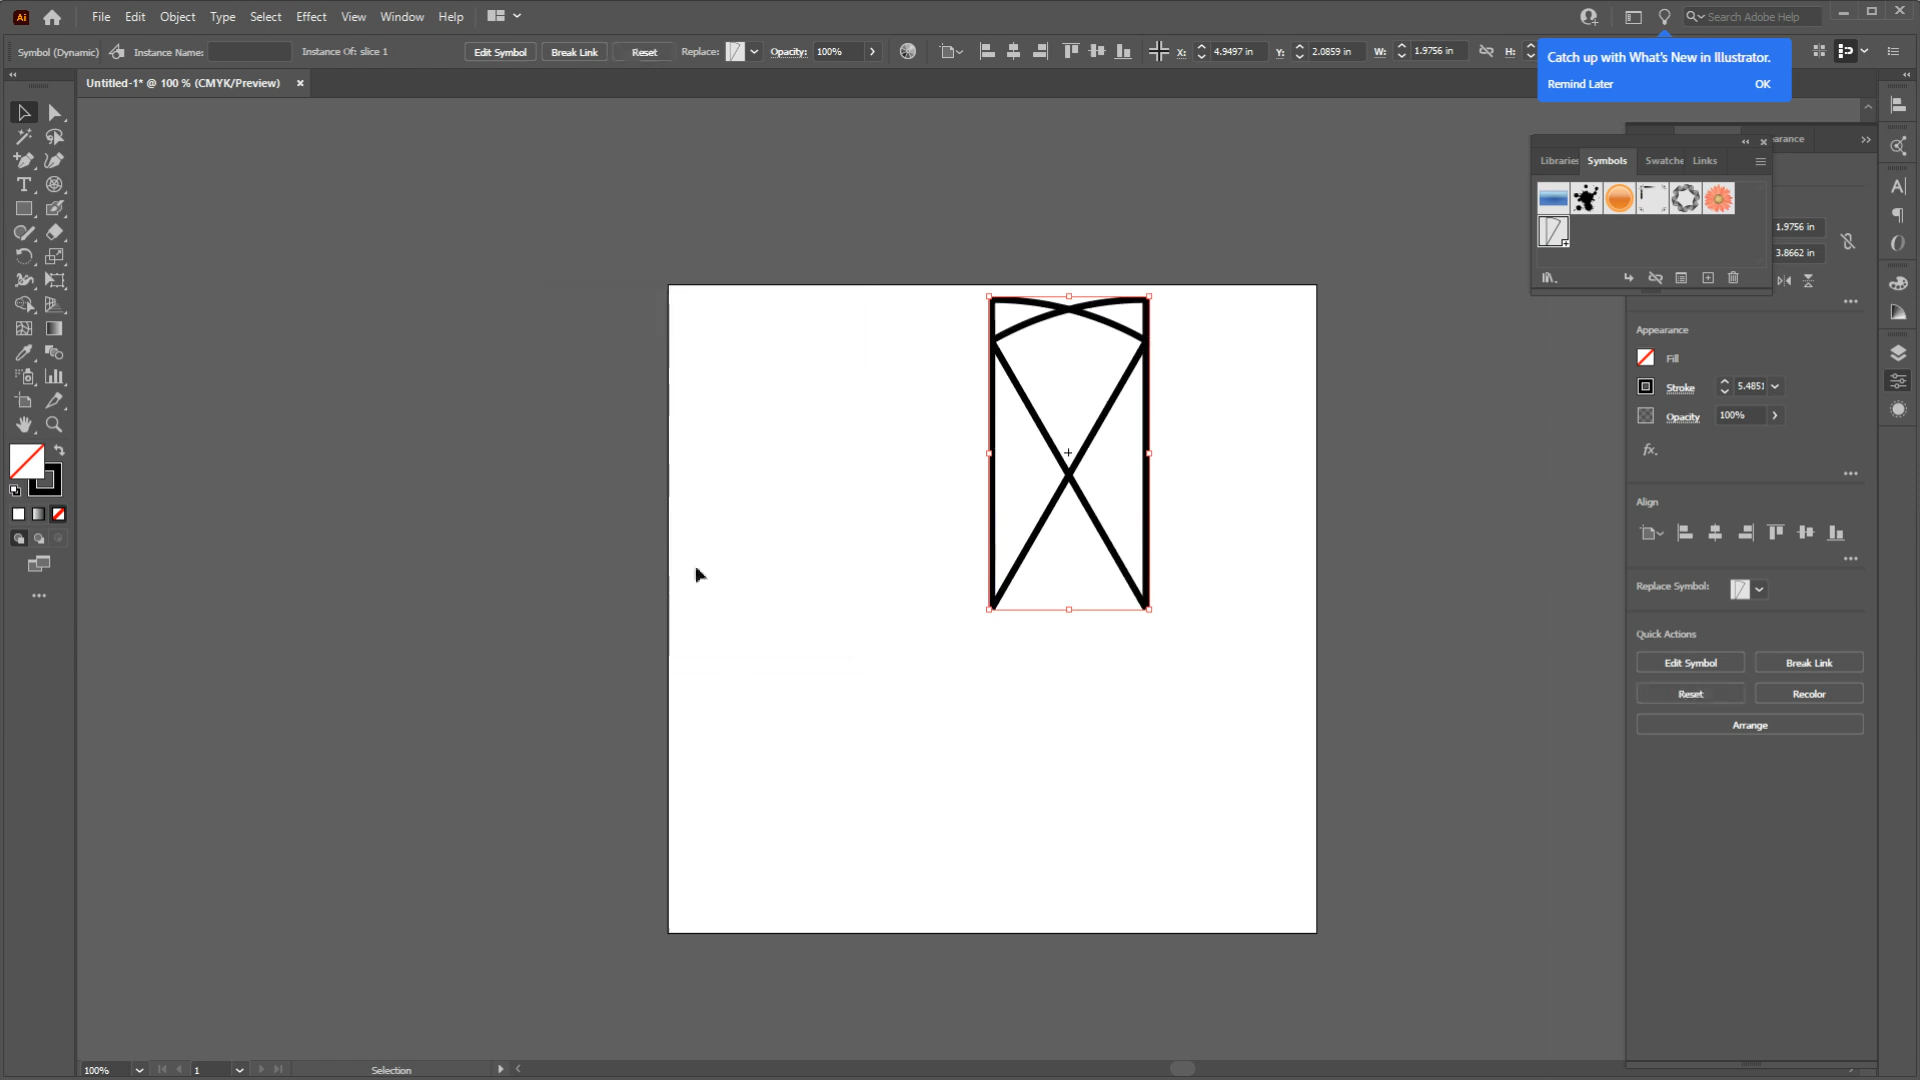 Ai File Edit Object Type Select Effect View Window Help Search Adobe Help
Symbol (Dynamic) Instance Name: Instance Of: slice 1 Edit Symbol Break Link Reset Replace: Opacity: 100% X: 4.9497 in Y: 2.0859 in W: 1.9756 in H:
Catch up with What's New in Illustrator.
Remind Later OK
Untitled-1* @ 100 % (CMYK/Preview)
Libraries Symbols Swatche Links
1.9756 in
3.8662 in
Appearance
Fill
Stroke 5.4851
Opacity 100%
fx.
Align
Replace Symbol:
Quick Actions
Edit Symbol Break Link
Reset Recolor
Arrange
100% 1 Selection